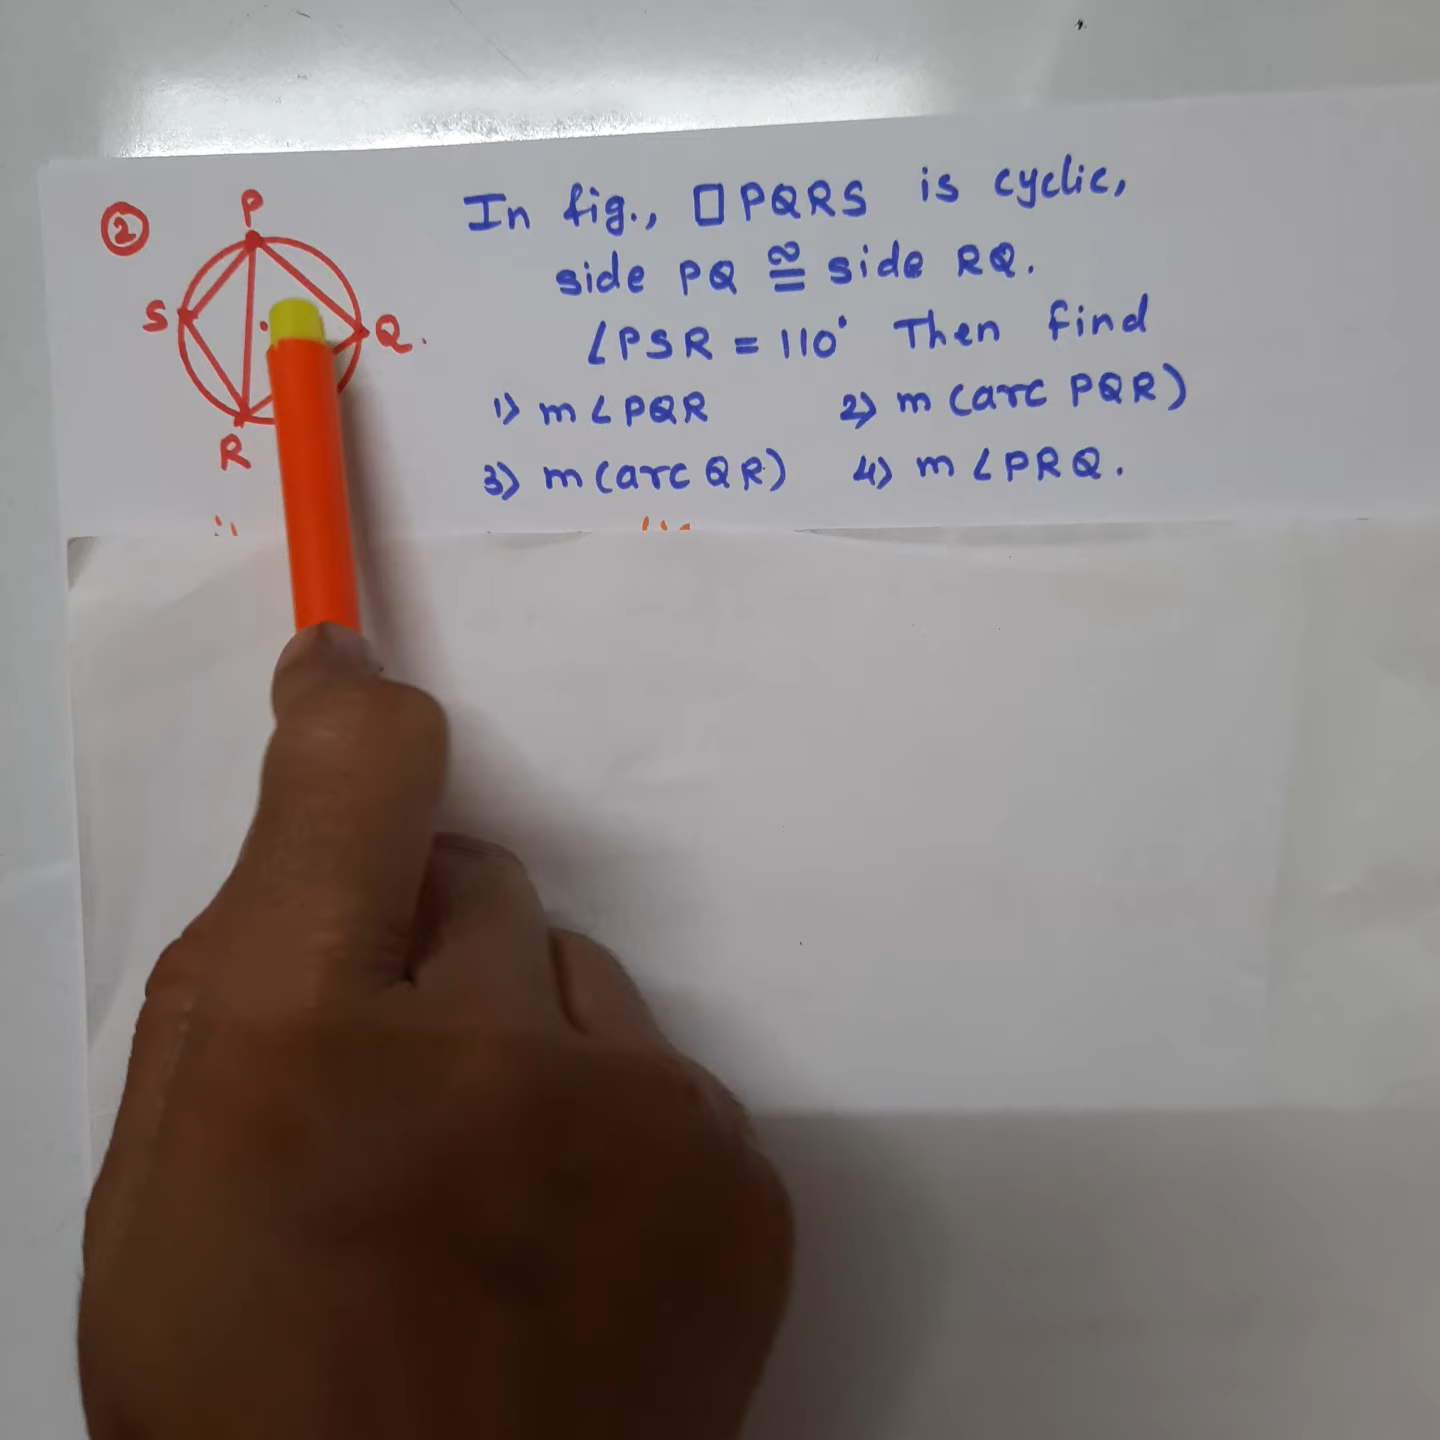 ② P
In fig., □PQRS is cyclic,
side PQ ≅ side RQ.
S Q.
∠PSR = 110° Then find
1) m∠PQR 2) m(arc PQR)
R
3) m(arc QR) 4) m∠PRQ.